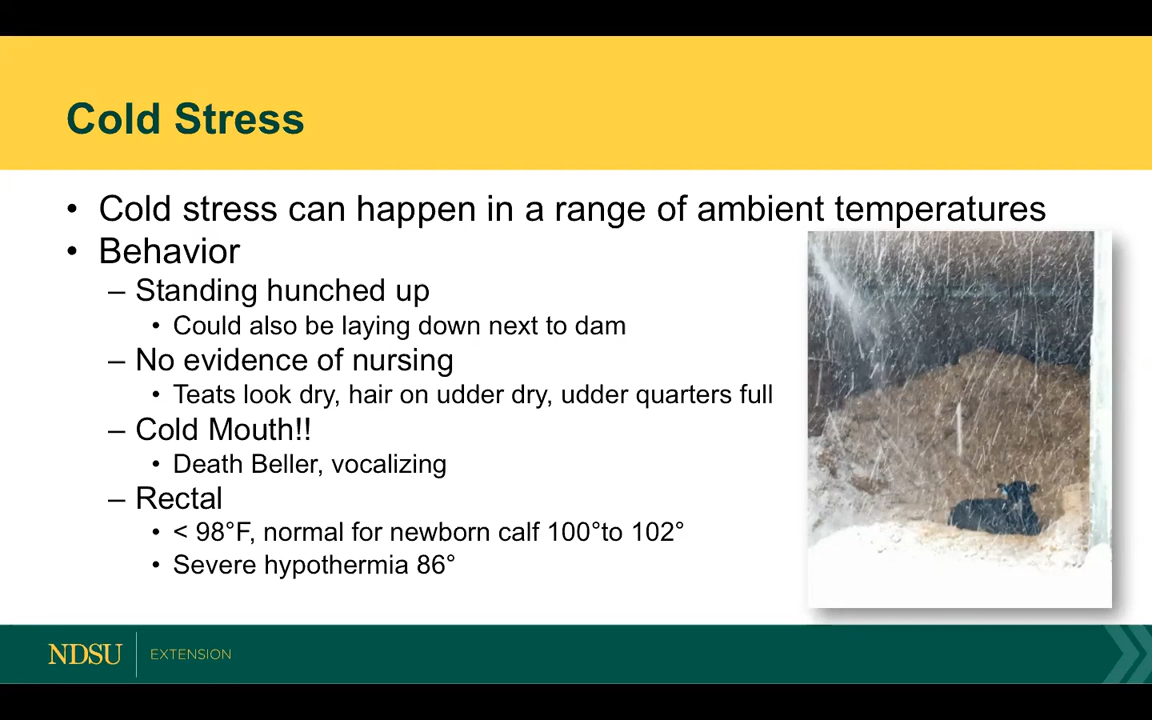 Cold Stress
• Cold stress can happen in a range of ambient temperatures
• Behavior
– Standing hunched up
• Could also be laying down next to dam
– No evidence of nursing
• Teats look dry, hair on udder dry, udder quarters full
– Cold Mouth!!
• Death Beller, vocalizing
– Rectal
• < 98°F, normal for newborn calf 100°to 102°
• Severe hypothermia 86°
NDSU EXTENSION